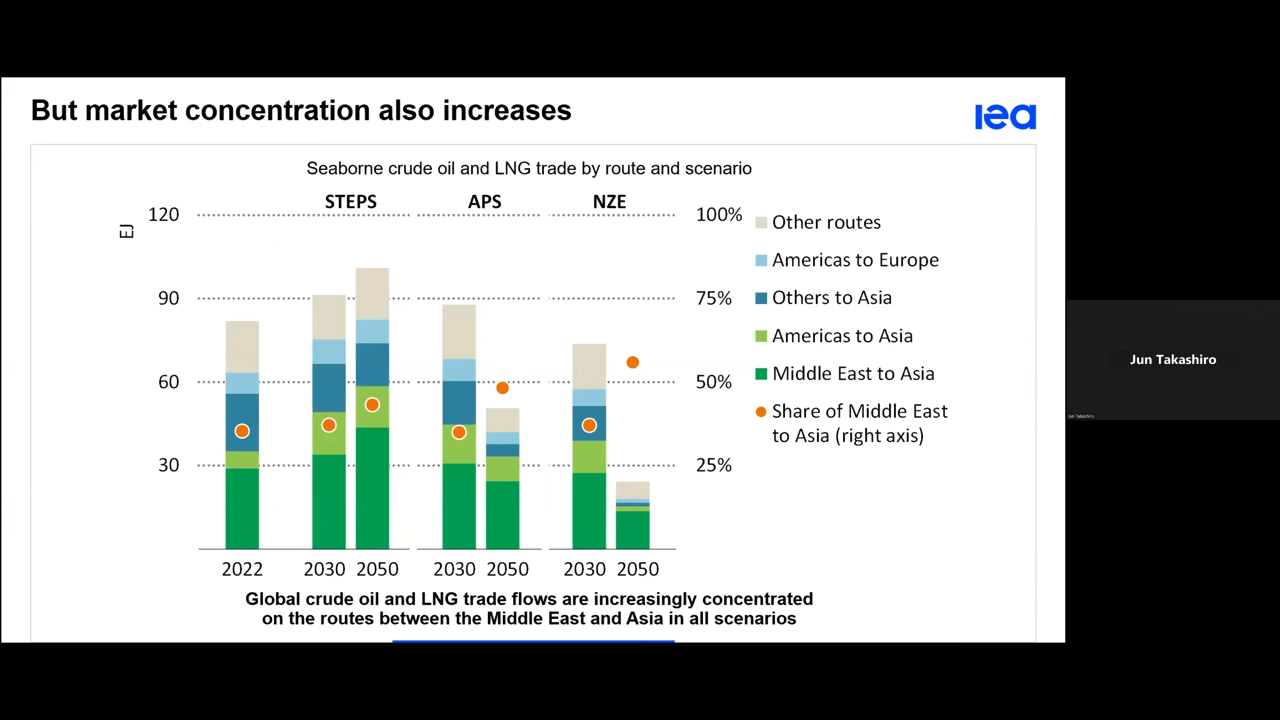 But market concentration also increases
iea
Seaborne crude oil and LNG trade by route and scenario
STEPS APS NZE
120 100%
EJ
90 75%
60 50%
30 25%
2022 2030 2050 2030 2050 2030 2050
Other routes
Americas to Europe
Others to Asia
Americas to Asia
Middle East to Asia
Share of Middle East
to Asia (right axis)
Global crude oil and LNG trade flows are increasingly concentrated
on the routes between the Middle East and Asia in all scenarios
Jun Takashiro
Jun Takashiro